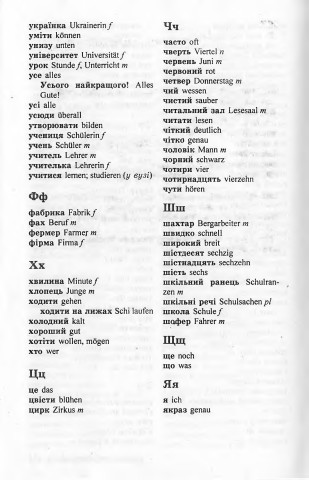 українка Ukrainerin f
уміти können
унизу unten
університет Universität f
урок Stunde f, Unterricht m
усе alles
Усього найкращого! Alles
Gute!
усі alle
усюди überall
утворювати bilden
учениця Schülerin f
учень Schüler m
учитель Lehrer m
учителька Lehrerin f
учитися lernen; studieren (у вузі)
Фф
фабрика Fabrik f
фах Beruf m
фермер Farmer m
фірма Firma f
Хх
хвилина Minute f
хлопець Junge m
ходити gehen
ходити на лижах Schi laufen
холодний kalt
хороший gut
хотіти wollen, mögen
хто wer
Цц
це das
цвісти blühen
цирк Zirkus m
Чч
часто oft
чверть Viertel n
червень Juni m
червоний rot
четвер Donnerstag m
чий wessen
чистий sauber
читальний зал Lesesaal m
читати lesen
чіткий deutlich
чітко genau
чоловік Mann m
чорний schwarz
чотири vier
чотирнадцять vierzehn
чути hören
Шш
шахтар Bergarbeiter m
швидко schnell
широкий breit
шістдесят sechzig
шістнадцять sechzehn
шість sechs
шкільний ранець Schulran-
zen m
шкільні речі Schulsachen pl
школа Schule f
шофер Fahrer m
Щщ
ще noch
що was
Яя
я ich
якраз genau